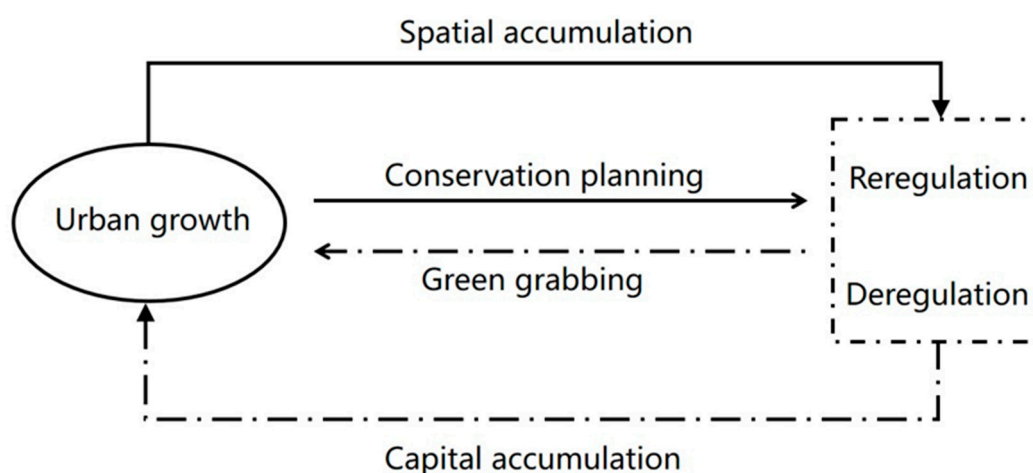 Spatial accumulation
Conservation planning
Reregulation
Urban growth
Green grabbing
Deregulation
Capital accumulation